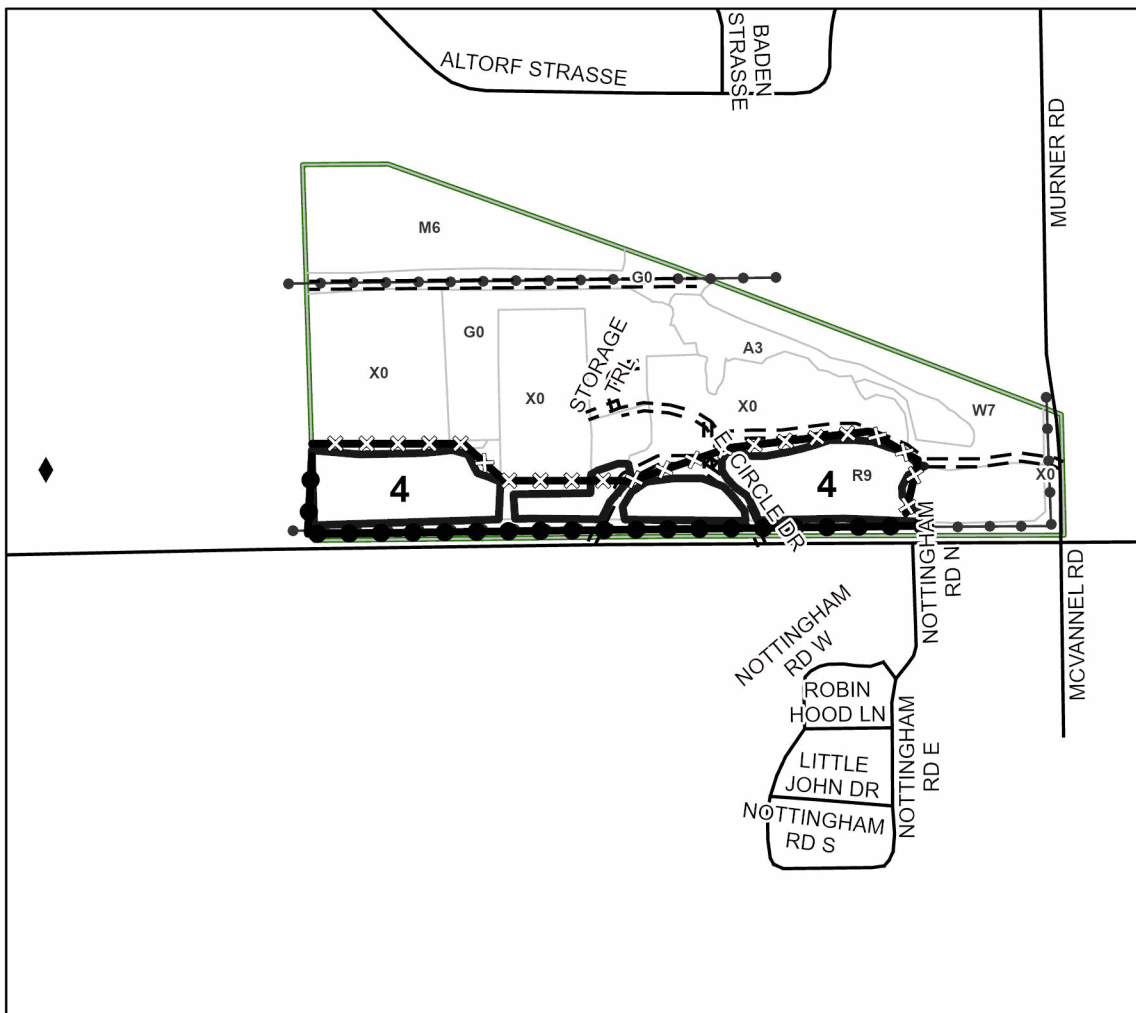 ALTORF STRASSE
BADEN
STRASSE
MURNER RD
M6
G0
G0
STORAGE
TRL
A3
X0
X0
X0
W7
4
4
R9
X0
E CIRCLE DR
NOTTINGHAM
RD N
NOTTINGHAM
RD W
MCVANNEL RD
ROBIN
HOOD LN
NOTTINGHAM
RD E
LITTLE
JOHN DR
NOTTINGHAM
RD S